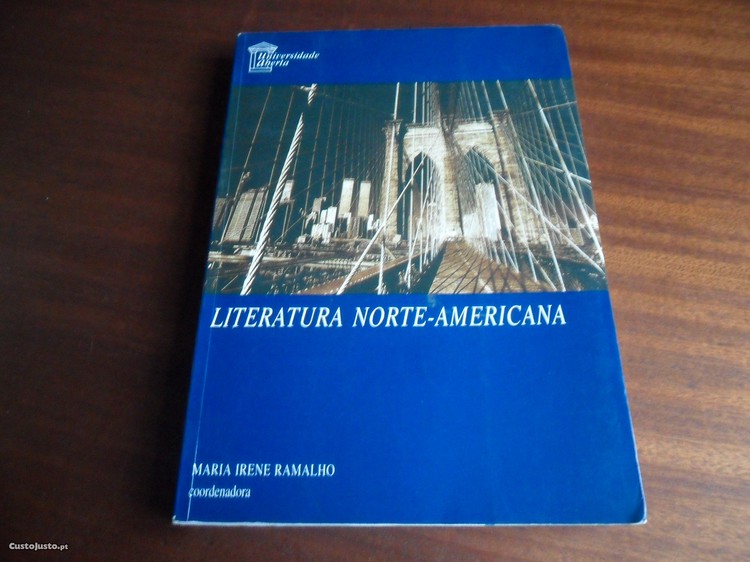 Universidade
Aberta
LITERATURA NORTE-AMERICANA
MARIA IRENE RAMALHO
coordenadora
CustoJusto.pt